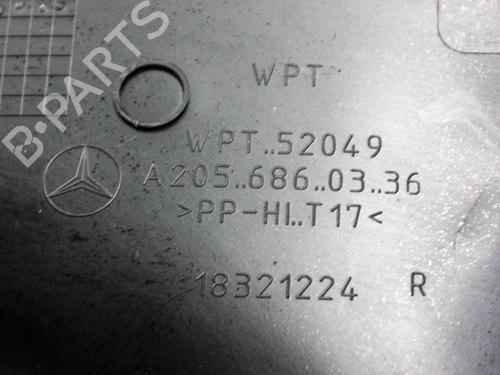 B-PARTS
WPT
WPT..52049
A205..686..03..36
>PP-HI..T17<
18321224 R